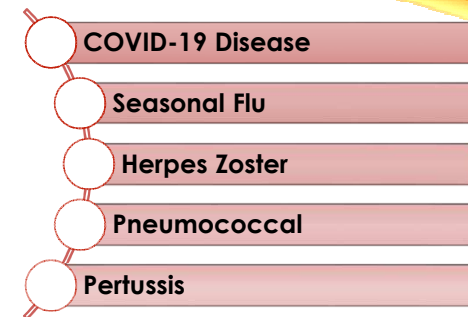 COVID-19 Disease
Seasonal Flu
Herpes Zoster
Pneumococcal
Pertussis